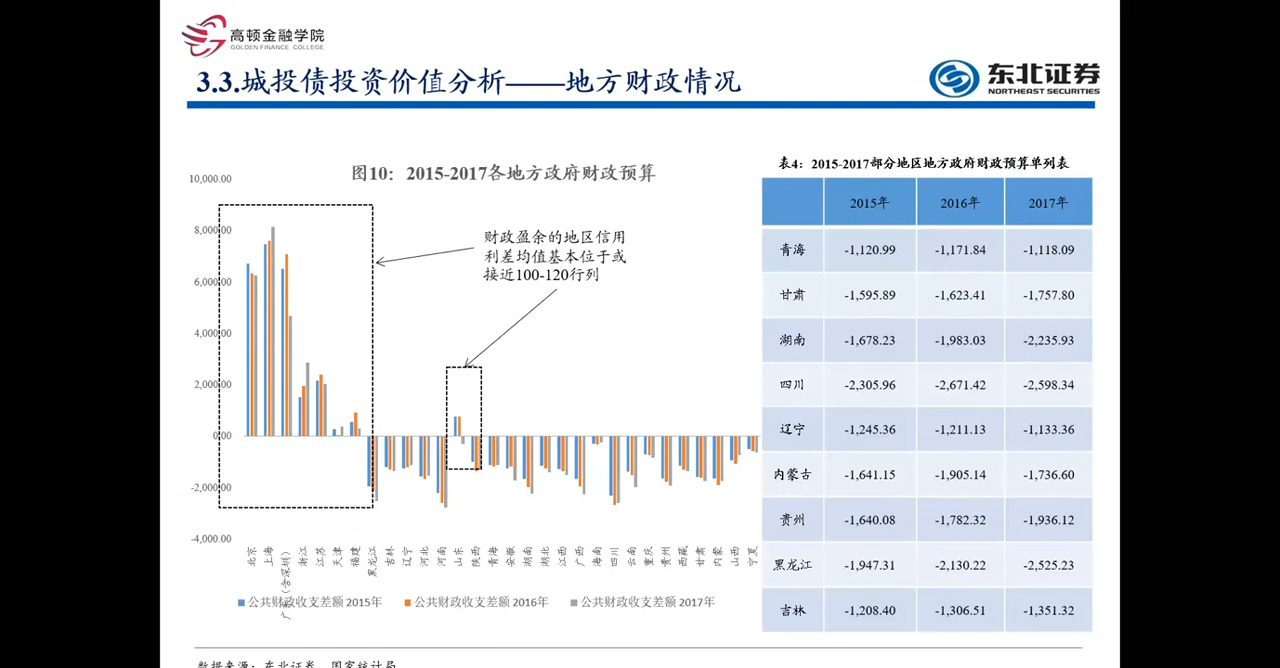 高顿金融学院
GOLDEN FINANCE COLLEGE
3.3.城投债投资价值分析——地方财政情况
东北证券
NORTHEAST SECURITIES
图10：2015-2017各地方政府财政预算
10,000.00
8,000.00
6,000.00
4,000.00
2,000.00
0.00
-2,000.00
-4,000.00
财政盈余的地区信用
利差均值基本位于或
接近100-120行列
北京
上海
广东（含深圳）
浙江
江苏
天津
福建
黑龙江
吉林
辽宁
河北
河南
山东
陕西
青海
安徽
湖南
湖北
江西
广西
海南
四川
云南
重庆
贵州
西藏
甘肃
内蒙
山西
宁夏
公共财政收支差额 2015年 公共财政收支差额 2016年 公共财政收支差额 2017年
表4：2015-2017部分地区地方政府财政预算单列表
2015年 2016年 2017年
青海 -1,120.99 -1,171.84 -1,118.09
甘肃 -1,595.89 -1,623.41 -1,757.80
湖南 -1,678.23 -1,983.03 -2,235.93
四川 -2,305.96 -2,671.42 -2,598.34
辽宁 -1,245.36 -1,211.13 -1,133.36
内蒙古 -1,641.15 -1,905.14 -1,736.60
贵州 -1,640.08 -1,782.32 -1,936.12
黑龙江 -1,947.31 -2,130.22 -2,525.23
吉林 -1,208.40 -1,306.51 -1,351.32
数据来源：东北证券，国家统计局